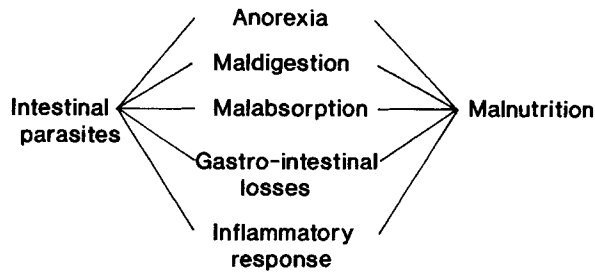 Anorexia
Maldigestion
Intestinal
parasites
Malabsorption
Malnutrition
Gastro-intestinal
losses
Inflammatory
response